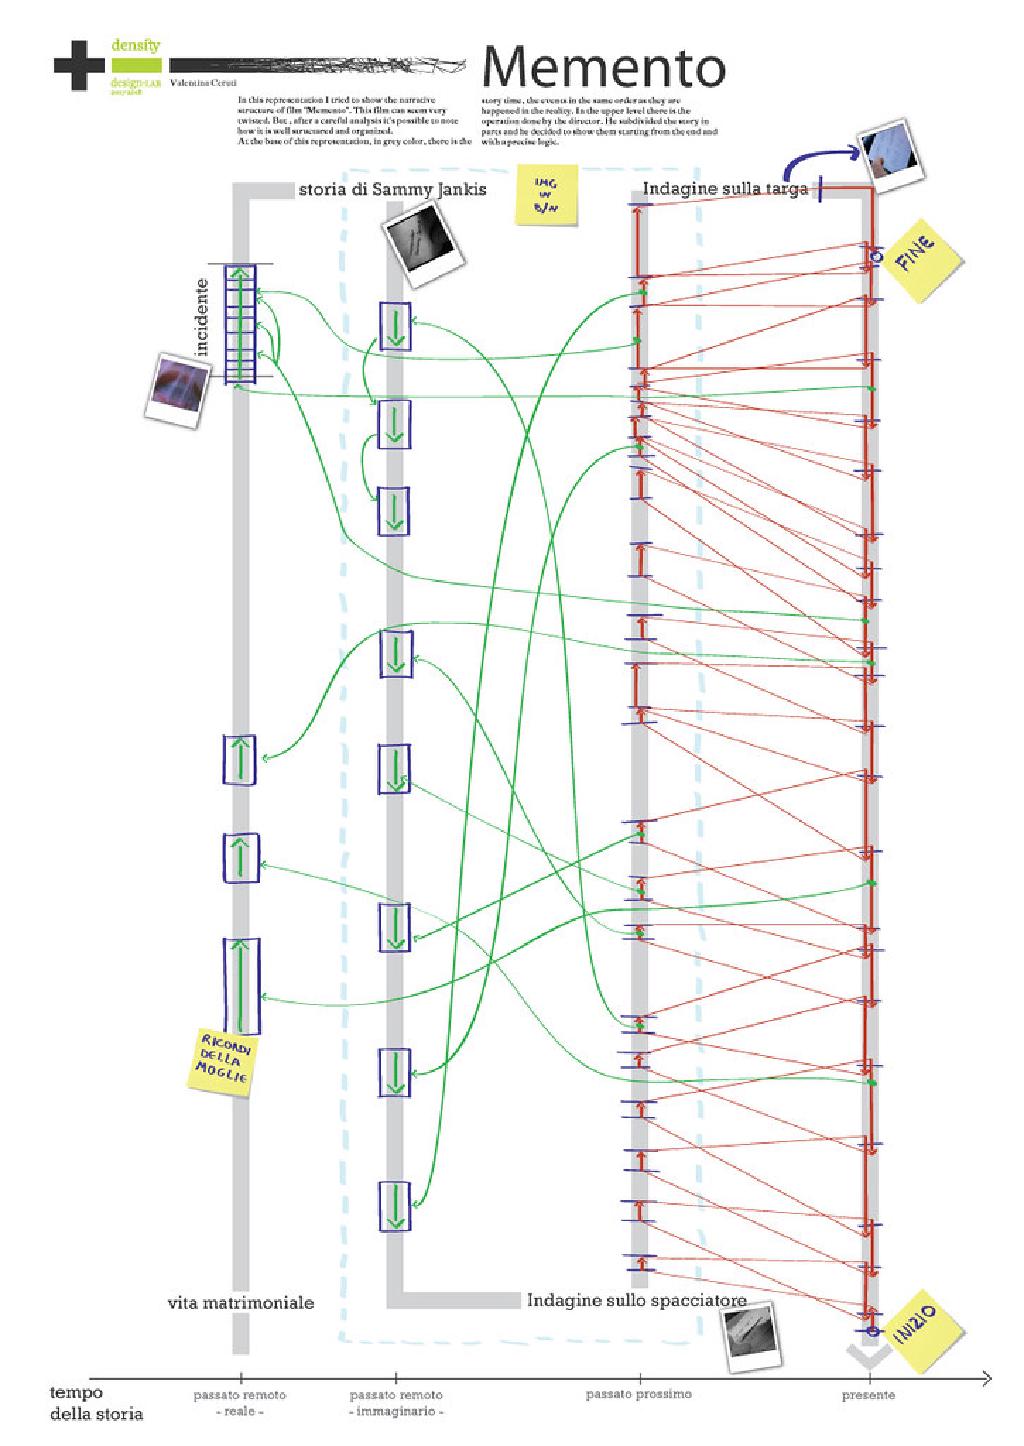 density
designlab
Valentina Ceruti
Memento
In this representation I tried to show the narrative
structure of film "Memento". This film can seem very
twisted. But, after a careful analysis it's possible to note
how it is well structured and organized.
At the base of this representation, in grey color, there is the
story time, the events in the same order as they are
happened in the reality. In the upper level there is the
operation done by the director. He subdivided the story in
parts and he decided to show them starting from the end and
with a precise logic.
storia di Sammy Jankis
IMG
IN
B/N
Indagine sulla targa
FINE
incidente
RICORDI
DELLA
MOGLIE
vita matrimoniale
Indagine sullo spacciatore
INIZIO
tempo
della storia
passato remoto
- reale -
passato remoto
- immaginario -
passato prossimo
presente